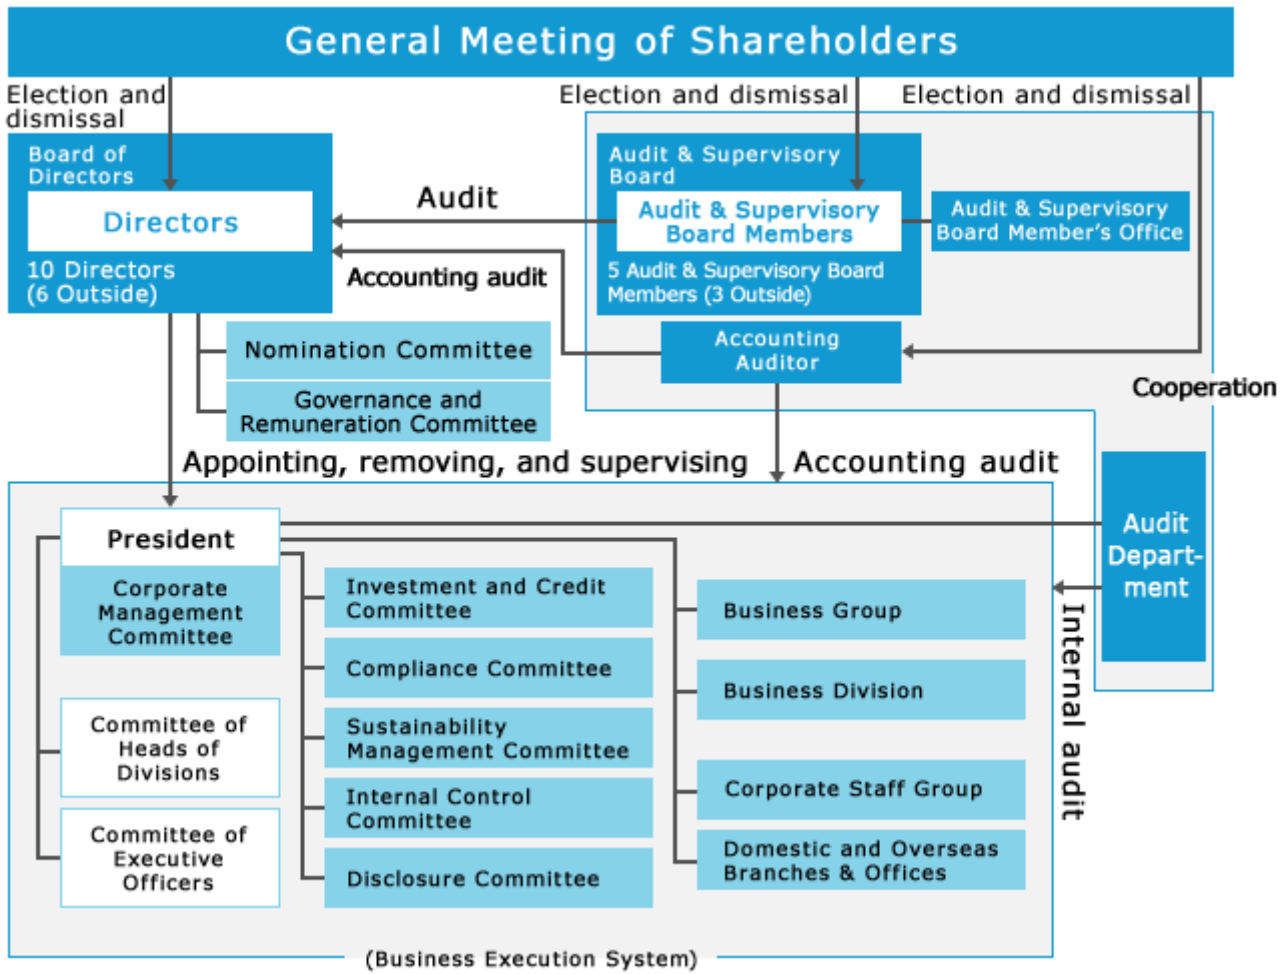 General Meeting of Shareholders
Election and
dismissal
Election and dismissal
Election and dismissal
Board of
Directors
Directors
10 Directors
(6 Outside)
Audit
Accounting audit
Audit & Supervisory
Board
Audit & Supervisory
Board Members
5 Audit & Supervisory Board
Members (3 Outside)
Audit & Supervisory
Board Member's Office
Accounting
Auditor
Nomination Committee
Governance and
Remuneration Committee
Cooperation
Appointing, removing, and supervising
Accounting audit
Audit
Depart-
ment
Internal audit
President
Corporate
Management
Committee
Committee of
Heads of
Divisions
Committee of
Executive
Officers
Investment and Credit
Committee
Compliance Committee
Sustainability
Management Committee
Internal Control
Committee
Disclosure Committee
Business Group
Business Division
Corporate Staff Group
Domestic and Overseas
Branches & Offices
(Business Execution System)